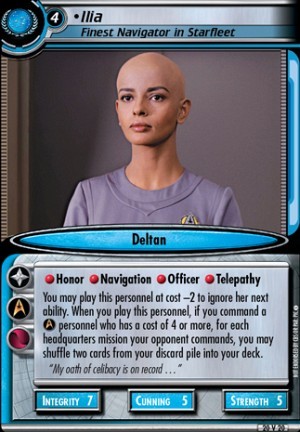 4
•Ilia
Finest Navigator in Starfleet
Deltan
Honor Navigation Officer Telepathy
You may play this personnel at cost –2 to ignore her next
ability. When you play this personnel, if you command a
personnel who has a cost of 4 or more, for each
headquarters mission your opponent commands, you may
shuffle two cards from your discard pile into your deck.
"My oath of celibacy is on record ..."
INTEGRITY 7 CUNNING 5 STRENGTH 5